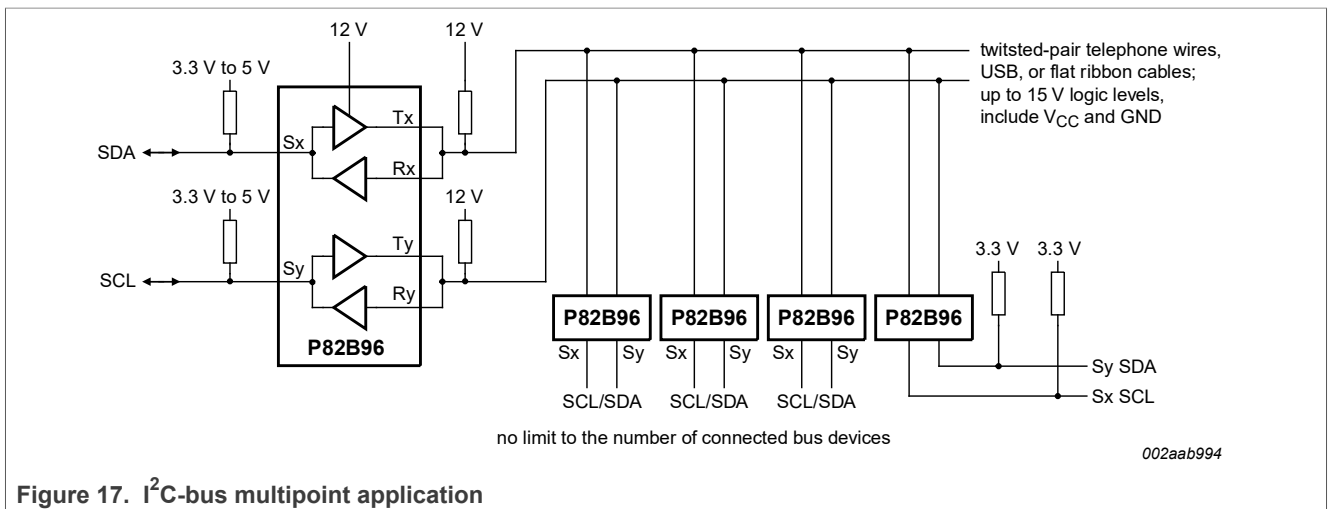 12 V
12 V
3.3 V to 5 V
twitsted-pair telephone wires,
USB, or flat ribbon cables;
up to 15 V logic levels,
include VCC and GND
Tx
SDA
Sx
Rx
3.3 V to 5 V
12 V
Ty
SCL
Sy
Ry
P82B96
3.3 V 3.3 V
P82B96 P82B96 P82B96 P82B96
Sx Sy Sx Sy Sx Sy
Sy SDA
Sx SCL
SCL/SDA SCL/SDA SCL/SDA
no limit to the number of connected bus devices
002aab994
Figure 17. I2C-bus multipoint application